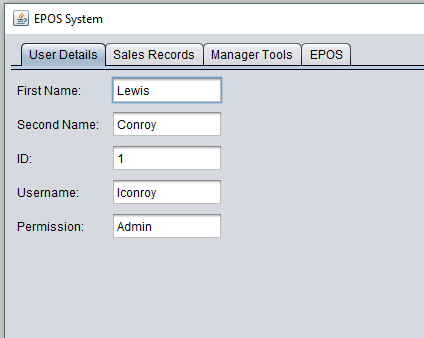 EPOS System
User Details Sales Records Manager Tools EPOS
First Name: Lewis
Second Name: Conroy
ID: 1
Username: lconroy
Permission: Admin